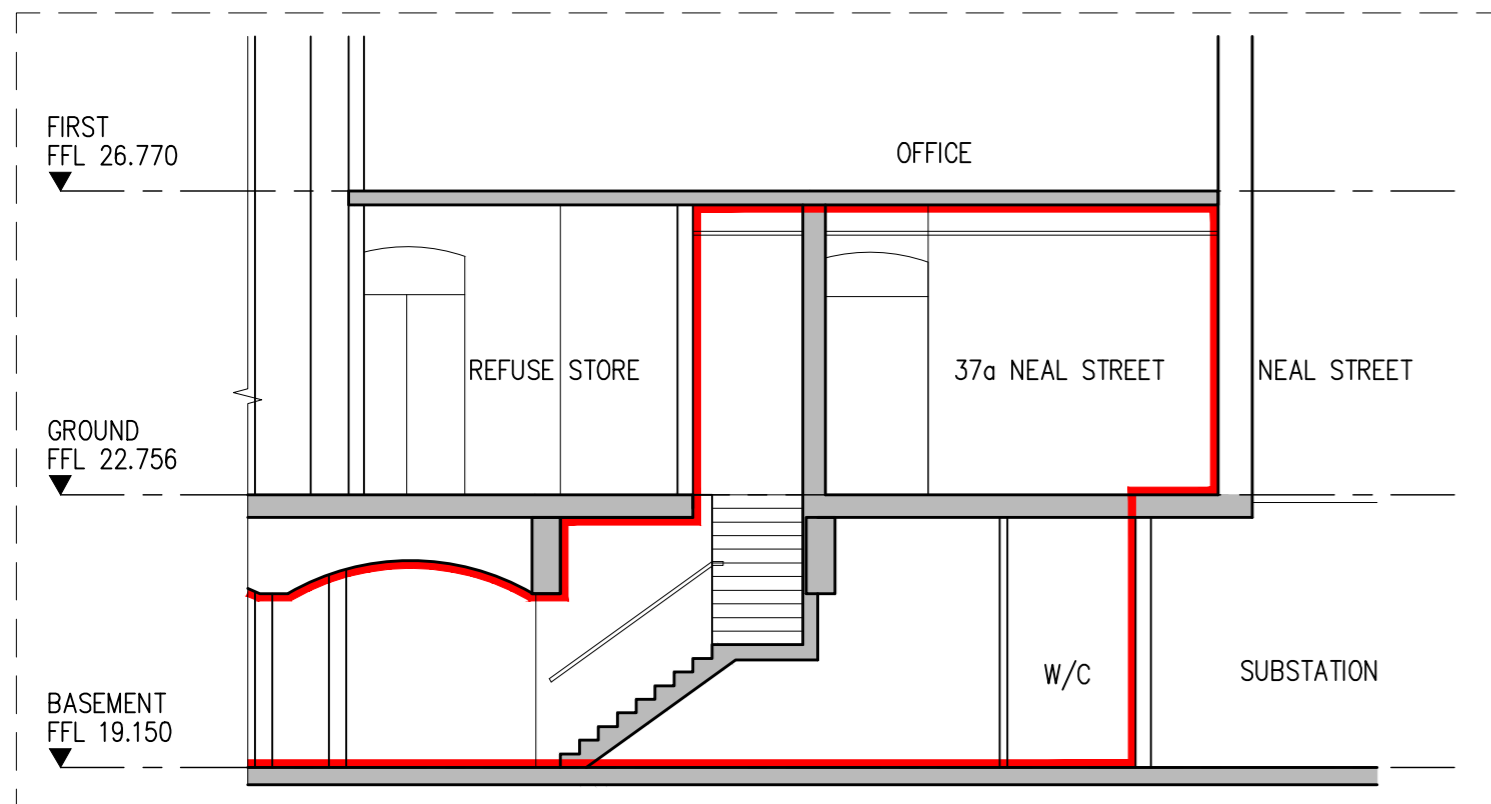 FIRST
FFL 26.770
OFFICE
REFUSE STORE
37a NEAL STREET
NEAL STREET
GROUND
FFL 22.756
W/C
SUBSTATION
BASEMENT
FFL 19.150